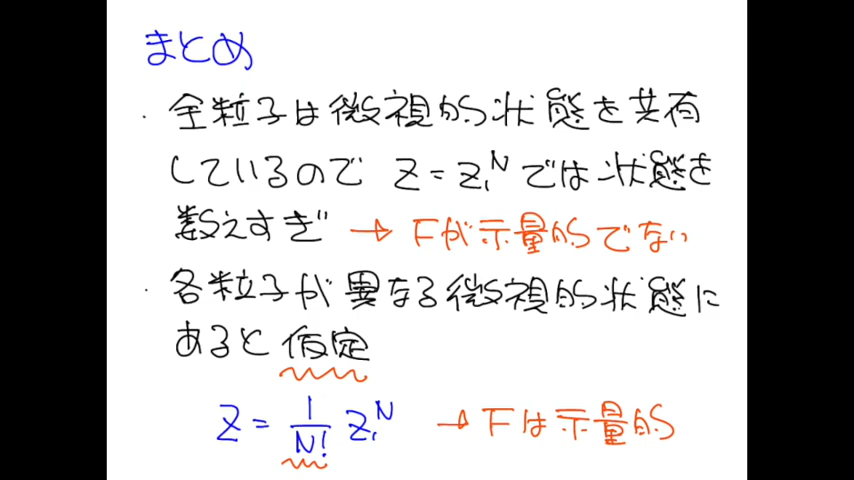 まとめ
・全粒子は微視的状態を共有
しているので Z = Z₁ᴺ では状態を
数えすぎ → Fが示量的でない
・各粒子が異なる微視的状態に
あると仮定
Z = 1/N! Z₁ᴺ → Fは示量的